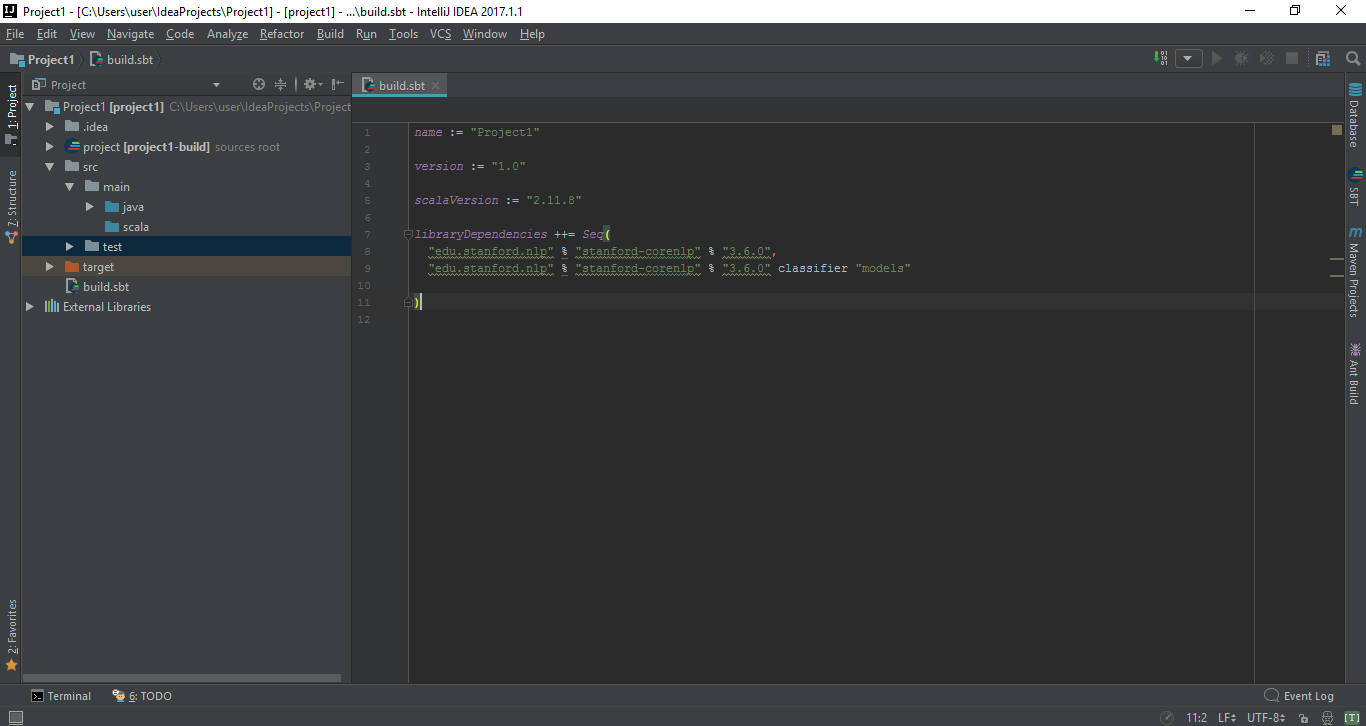 Project1 - [C:\Users\user\IdeaProjects\Project1] - [project1] - ...\build.sbt - IntelliJ IDEA 2017.1.1
File Edit View Navigate Code Analyze Refactor Build Run Tools VCS Window Help
Project1 build.sbt
Project
build.sbt
1: Project
7: Structure
2: Favorites
Project1 [project1] C:\Users\user\IdeaProjects\Project
.idea
project [project1-build] sources root
src
main
java
scala
test
target
build.sbt
External Libraries
1 name := "Project1"
2
3 version := "1.0"
4
5 scalaVersion := "2.11.8"
6
7 libraryDependencies ++= Seq(
8 "edu.stanford.nlp" % "stanford-corenlp" % "3.6.0",
9 "edu.stanford.nlp" % "stanford-corenlp" % "3.6.0" classifier "models"
10
11 )
12
Database
SBT
Maven Projects
Ant Build
Terminal 6: TODO Event Log
11:2 LF UTF-8 [T]